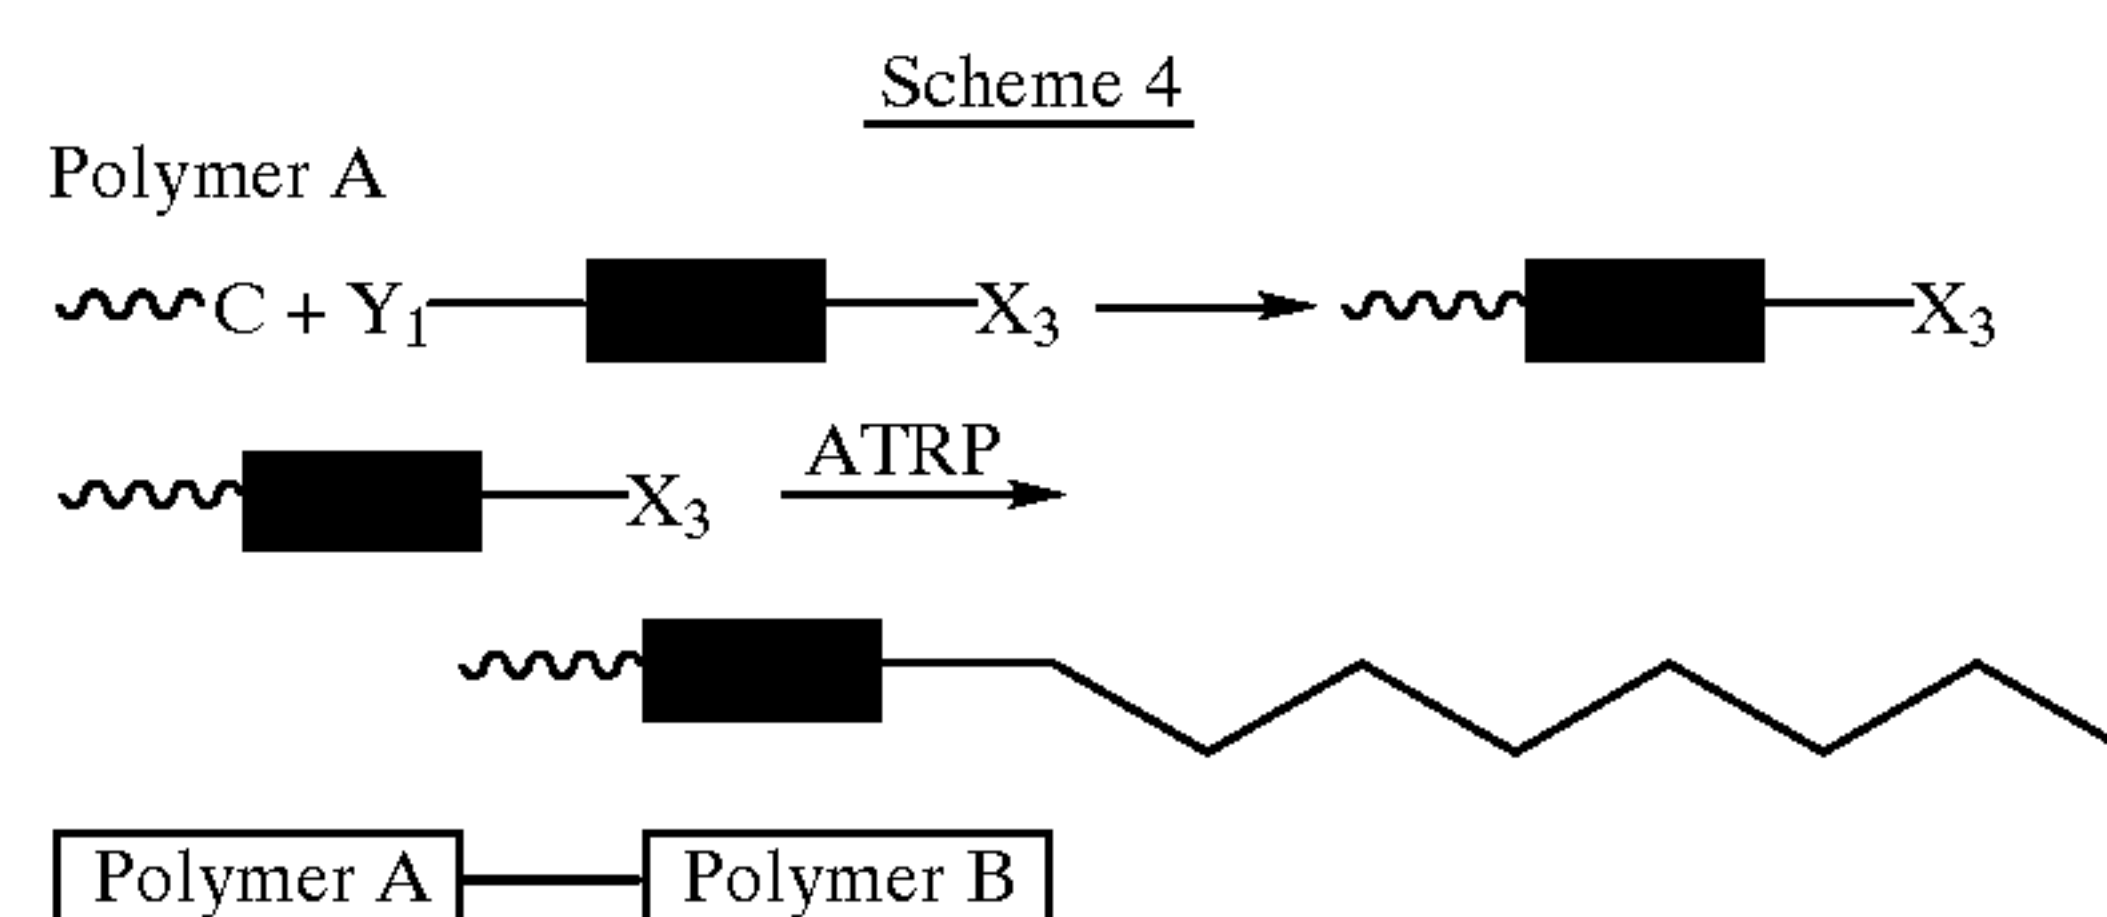 Scheme 4
Polymer A
C + Y₁ X₃ X₃
X₃ ATRP
Polymer A Polymer B